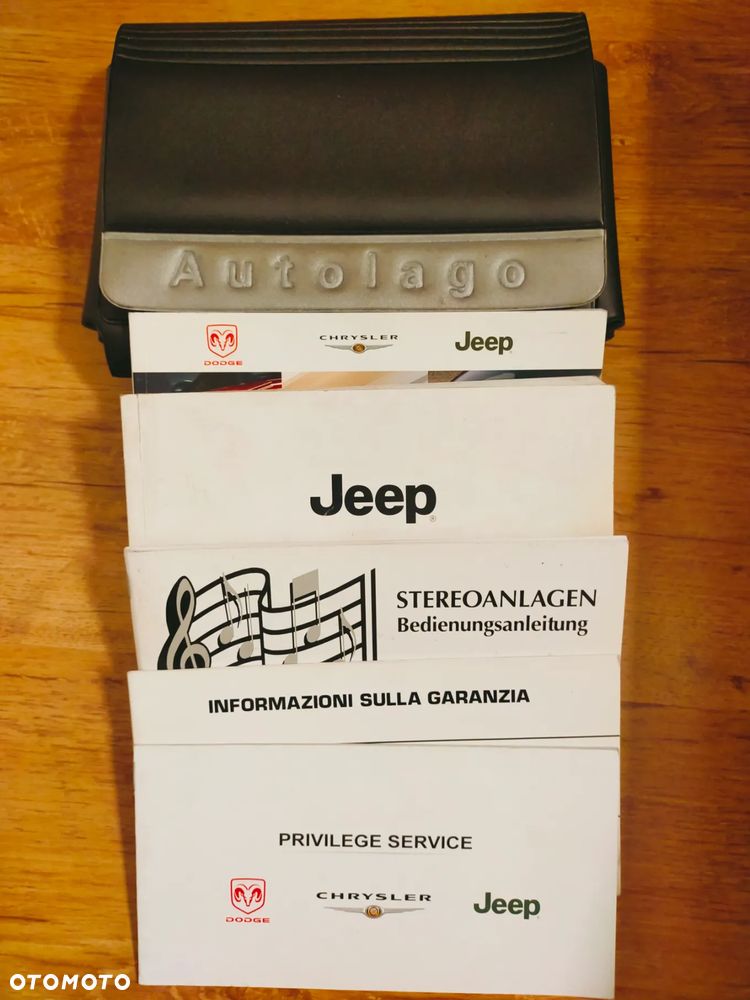 Autolago
DODGE
CHRYSLER
Jeep
Jeep
STEREOANLAGEN
Bedienungsanleitung
INFORMAZIONI SULLA GARANZIA
PRIVILEGE SERVICE
DODGE
CHRYSLER
Jeep
OTOMOTO